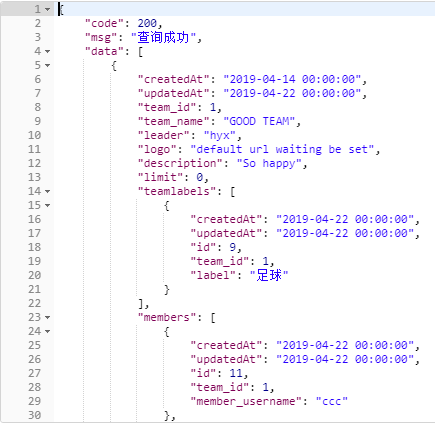 1 {
2 "code": 200,
3 "msg": "查询成功",
4 "data": [
5 {
6 "createdAt": "2019-04-14 00:00:00",
7 "updatedAt": "2019-04-22 00:00:00",
8 "team_id": 1,
9 "team_name": "GOOD TEAM",
10 "leader": "hyx",
11 "logo": "default url waiting be set",
12 "description": "So happy",
13 "limit": 0,
14 "teamlabels": [
15 {
16 "createdAt": "2019-04-22 00:00:00",
17 "updatedAt": "2019-04-22 00:00:00",
18 "id": 9,
19 "team_id": 1,
20 "label": "足球"
21 }
22 ],
23 "members": [
24 {
25 "createdAt": "2019-04-22 00:00:00",
26 "updatedAt": "2019-04-22 00:00:00",
27 "id": 11,
28 "team_id": 1,
29 "member_username": "ccc"
30 },